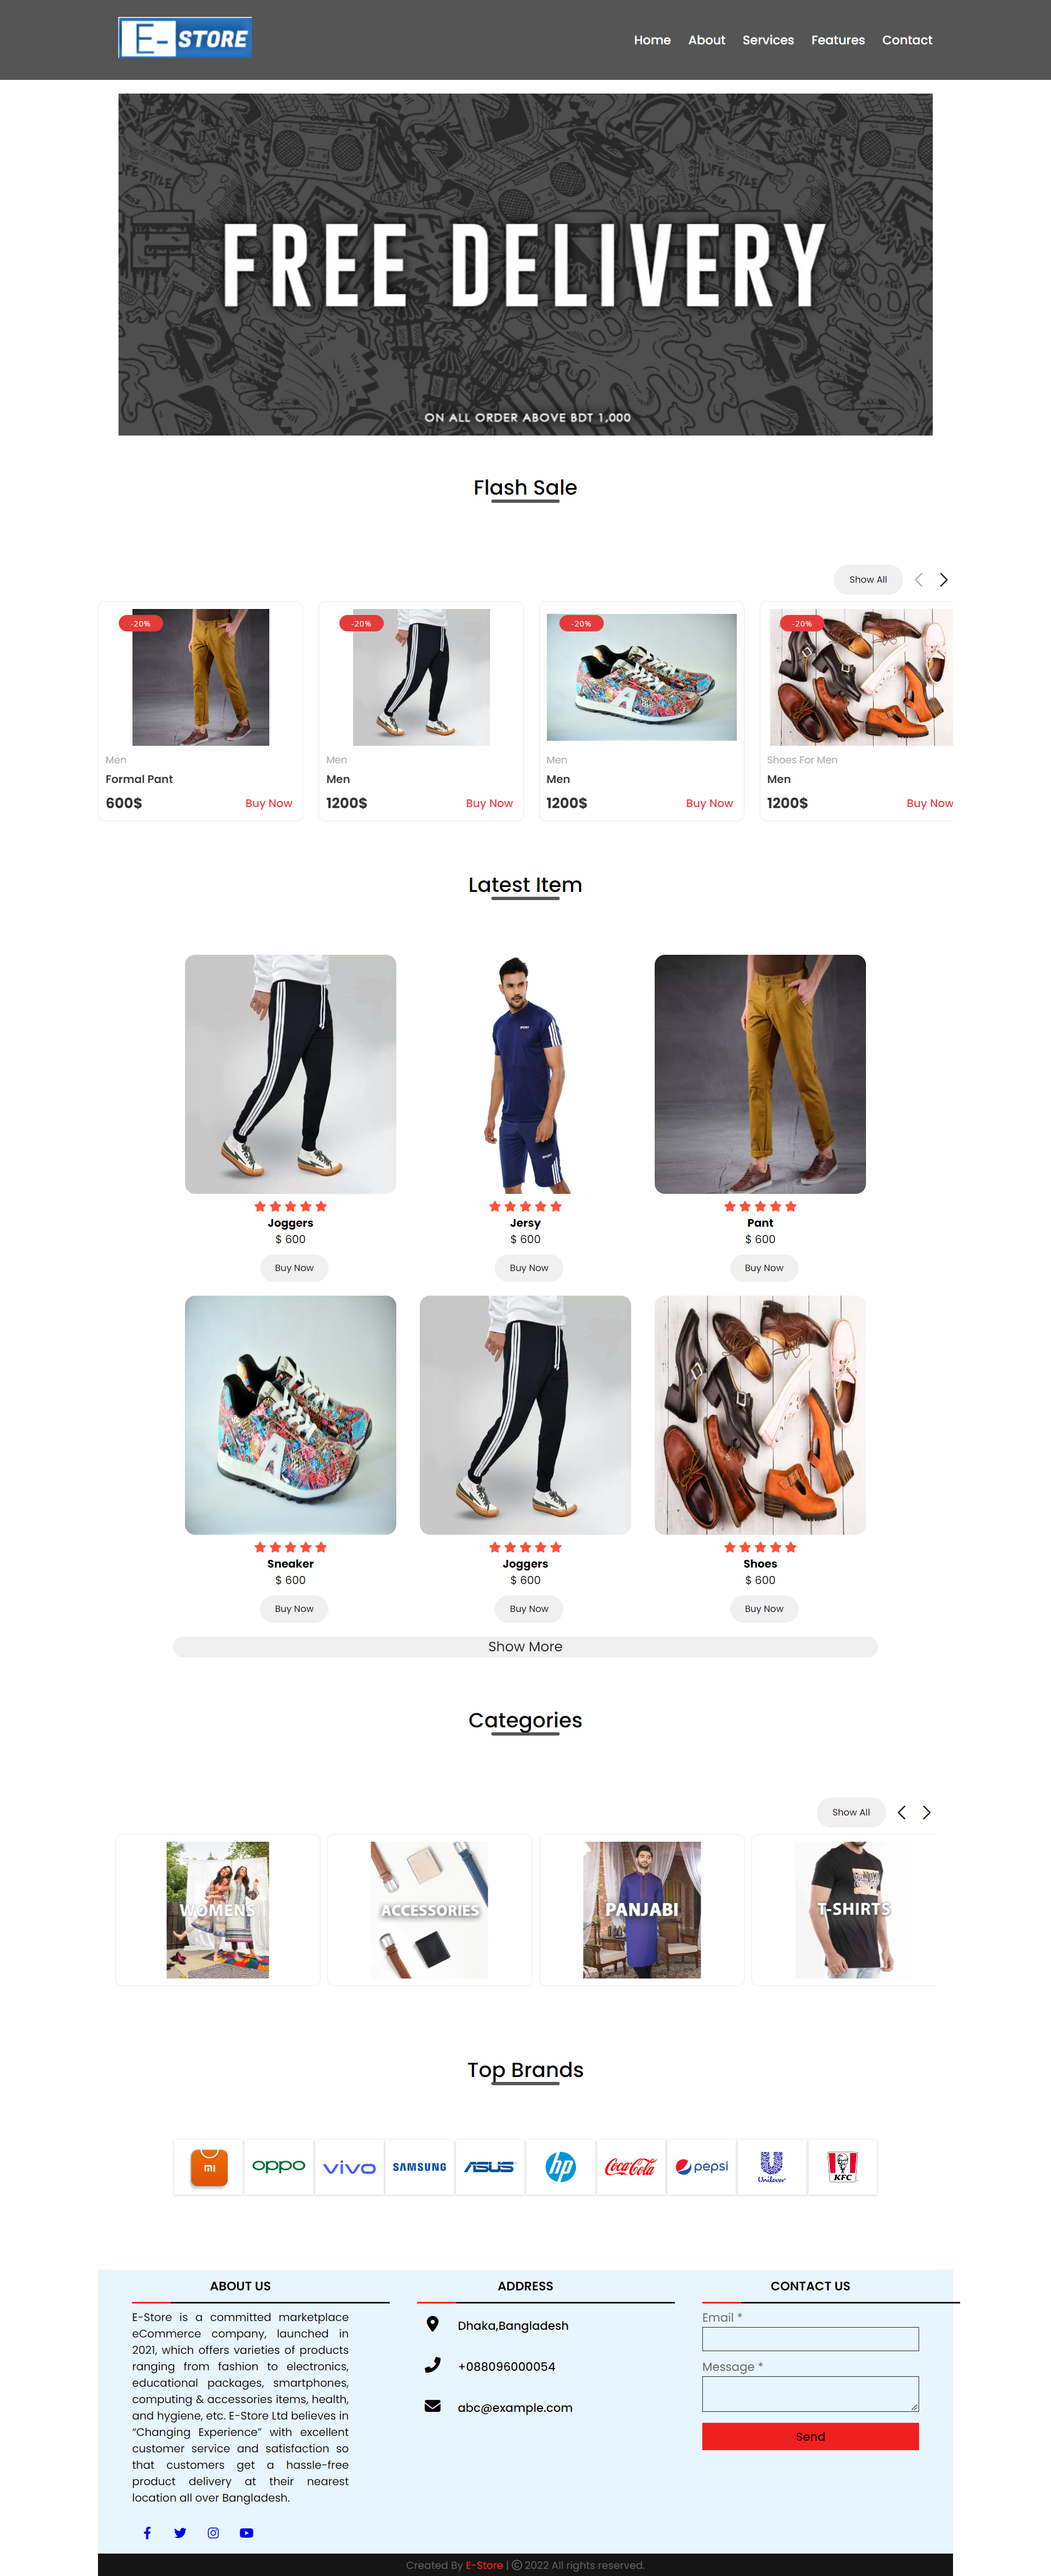 E- STORE
Home About Services Features Contact
FREE DELIVERY
ON ALL ORDER ABOVE BDT 1,000
Flash Sale
Show All
-20% -20% -20% -20%
Men Men Men Shoes For Men
Formal Pant Men Men Men
600$ Buy Now 1200$ Buy Now 1200$ Buy Now 1200$ Buy Now
Latest Item
Joggers Jersy Pant
$ 600 $ 600 $ 600
Buy Now Buy Now Buy Now
Sneaker Joggers Shoes
$ 600 $ 600 $ 600
Buy Now Buy Now Buy Now
Show More
Categories
Show All
WOMENS ACCESSORIES PANJABI T-SHIRTS
Top Brands
mi oppo vivo SAMSUNG ASUS hp Coca-Cola pepsi Unilever KFC
ABOUT US
E-Store is a committed marketplace
eCommerce company, launched in
2021, which offers varieties of products
ranging from fashion to electronics,
educational packages, smartphones,
computing & accessories items, health,
and hygiene, etc. E-Store Ltd believes in
“Changing Experience” with excellent
customer service and satisfaction so
that customers get a hassle-free
product delivery at their nearest
location all over Bangladesh.
ADDRESS
Dhaka,Bangladesh
+088096000054
abc@example.com
CONTACT US
Email *
Message *
Send
Created By E-Store | © 2022 All rights reserved.